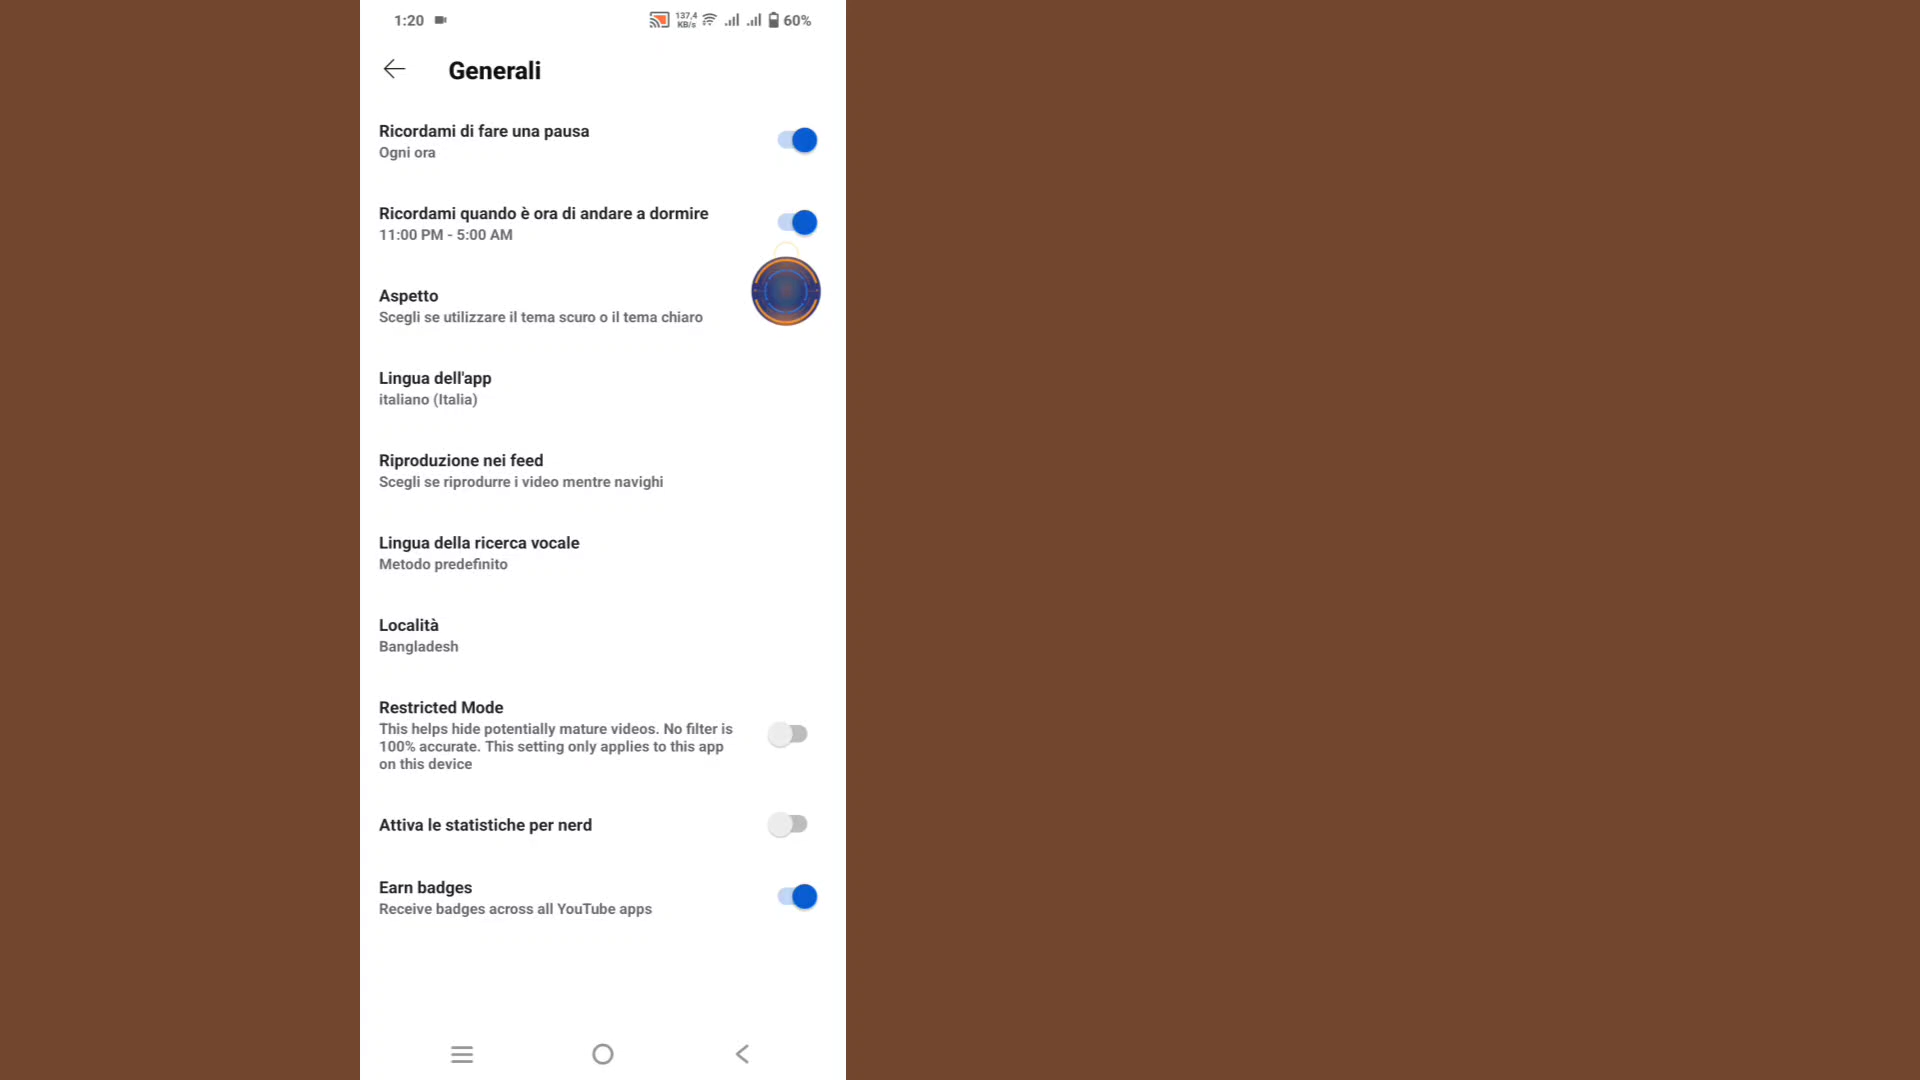 1:20
137,4
KB/s
60%
Generali
Ricordami di fare una pausa
Ogni ora
Ricordami quando è ora di andare a dormire
11:00 PM - 5:00 AM
Aspetto
Scegli se utilizzare il tema scuro o il tema chiaro
Lingua dell'app
italiano (Italia)
Riproduzione nei feed
Scegli se riprodurre i video mentre navighi
Lingua della ricerca vocale
Metodo predefinito
Località
Bangladesh
Restricted Mode
This helps hide potentially mature videos. No filter is
100% accurate. This setting only applies to this app
on this device
Attiva le statistiche per nerd
Earn badges
Receive badges across all YouTube apps